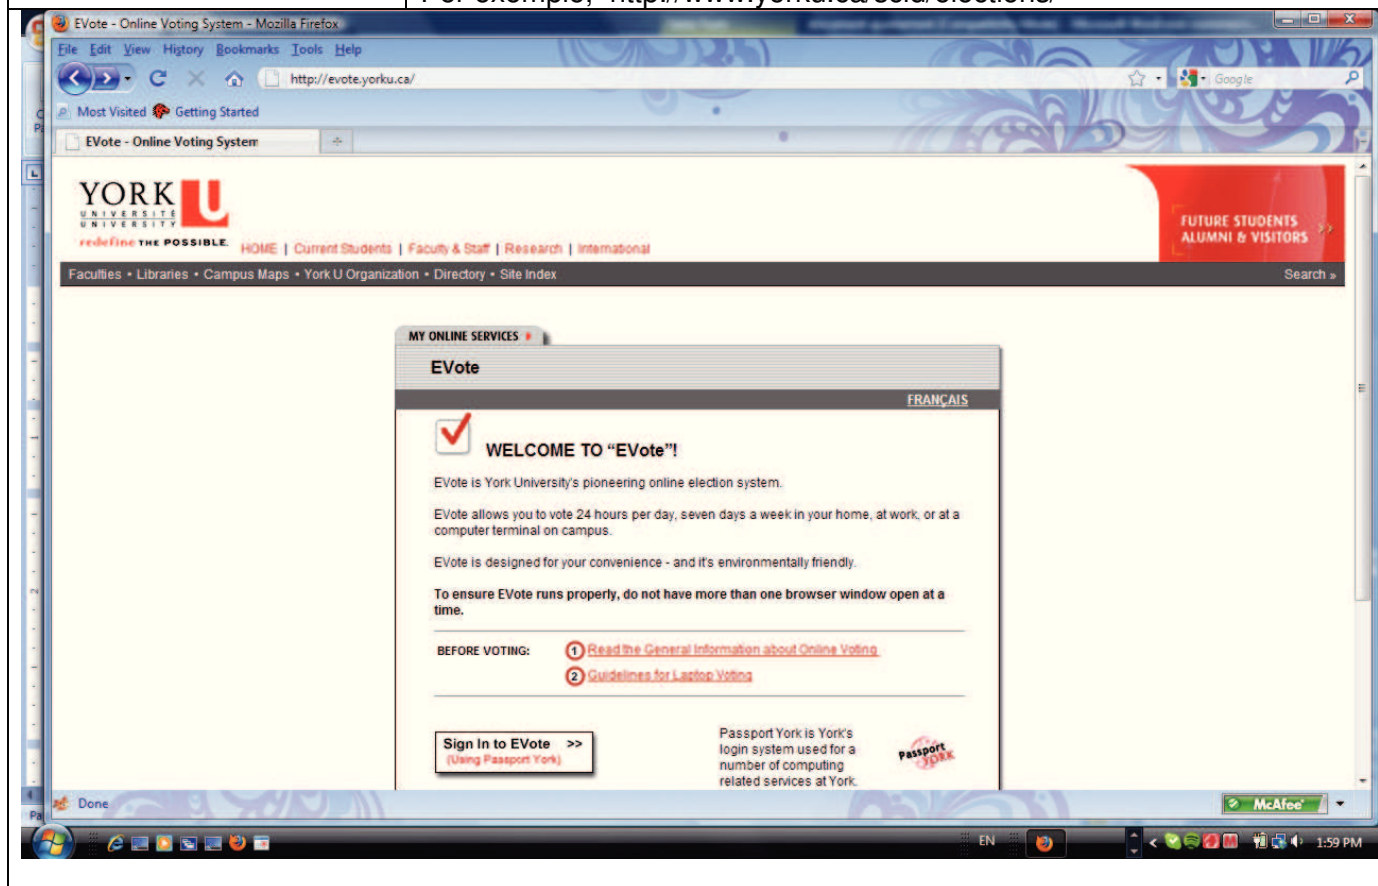 EVote - Online Voting System - Mozilla Firefox
File Edit View History Bookmarks Tools Help
http://evote.yorku.ca/
Google
Most Visited Getting Started
EVote - Online Voting System
YORK U
UNIVERSITÉ
UNIVERSITY
redefine THE POSSIBLE.
HOME | Current Students | Faculty & Staff | Research | International
FUTURE STUDENTS
ALUMNI & VISITORS
Faculties • Libraries • Campus Maps • York U Organization • Directory • Site Index
Search »
MY ONLINE SERVICES
EVote
FRANÇAIS
WELCOME TO “EVote”!
EVote is York University's pioneering online election system.
EVote allows you to vote 24 hours per day, seven days a week in your home, at work, or at a
computer terminal on campus.
EVote is designed for your convenience - and it's environmentally friendly.
To ensure EVote runs properly, do not have more than one browser window open at a
time.
BEFORE VOTING:
1 Read the General Information about Online Voting
2 Guidelines for Laptop Voting
Sign In to EVote >>
(Using Passport York)
Passport York is York's
login system used for a
number of computing
related services at York.
Passport
YORK
Done
McAfee
EN
1:59 PM